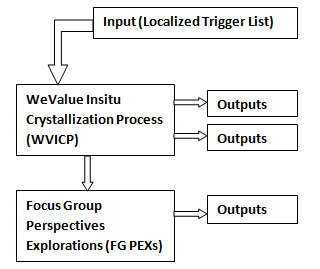 Input (Localized Trigger List)
WeValue Insitu
Crystallization Process
(WVICP)
Outputs
Outputs
Focus Group
Perspectives
Explorations (FG PEXs)
Outputs